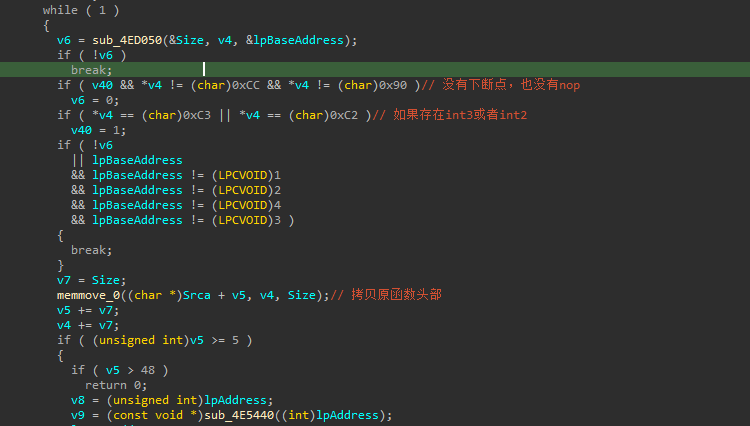 while ( 1 )
{
v6 = sub_4ED050(&Size, v4, &lpBaseAddress);
if ( !v6 )
break;
if ( v40 && *v4 != (char)0xCC && *v4 != (char)0x90 )// 没有下断点，也没有nop
v6 = 0;
if ( *v4 == (char)0xC3 || *v4 == (char)0xC2 )// 如果存在int3或者int2
v40 = 1;
if ( !v6
|| lpBaseAddress
&& lpBaseAddress != (LPCVOID)1
&& lpBaseAddress != (LPCVOID)2
&& lpBaseAddress != (LPCVOID)4
&& lpBaseAddress != (LPCVOID)3 )
{
break;
}
v7 = Size;
memmove_0((char *)Srca + v5, v4, Size);// 拷贝原函数头部
v5 += v7;
v4 += v7;
if ( (unsigned int)v5 >= 5 )
{
if ( v5 > 48 )
return 0;
v8 = (unsigned int)lpAddress;
v9 = (const void *)sub_4E5440((int)lpAddress);